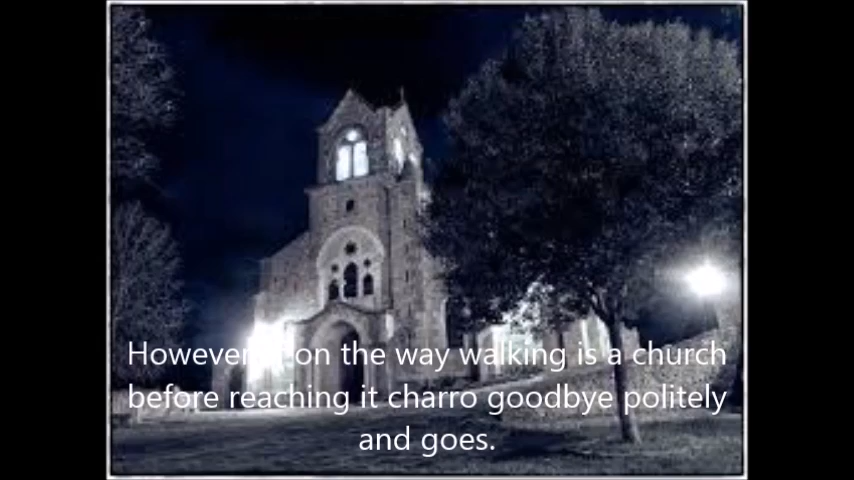 However on the way walking is a church
before reaching it charro goodbye politely
and goes.